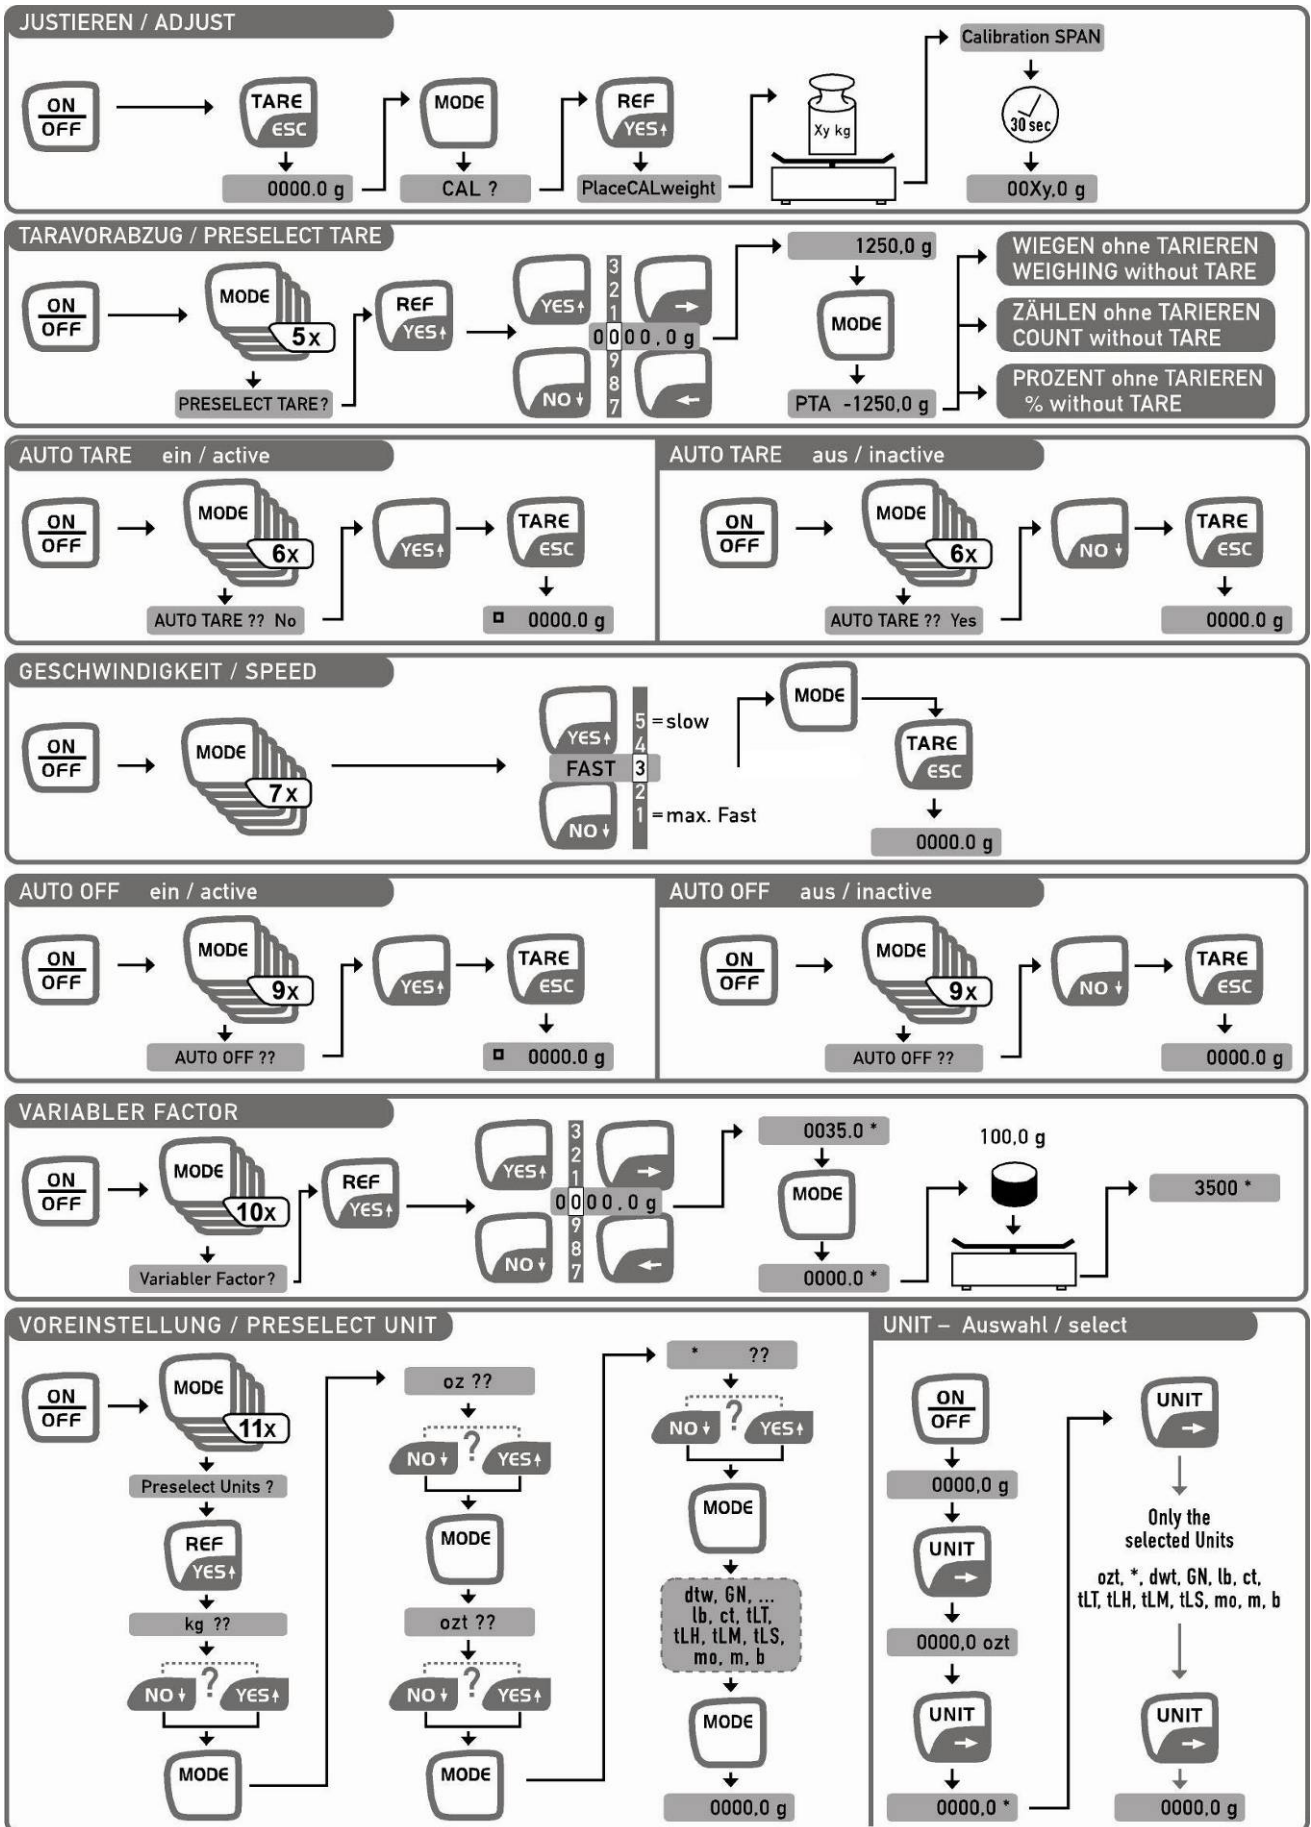 JUSTIEREN / ADJUST
ON
OFF
TARE
ESC
0000.0 g
MODE
CAL ?
REF
YES↑
PlaceCALweight
Xy kg
Calibration SPAN
30 sec
00Xy,0 g
TARAVORABZUG / PRESELECT TARE
ON
OFF
MODE
5x
PRESELECT TARE?
REF
YES↑
YES↑
→
3
2
1
0000,0 g
9
8
7
NO↓
←
1250,0 g
MODE
PTA -1250,0 g
WIEGEN ohne TARIEREN
WEIGHING without TARE
ZÄHLEN ohne TARIEREN
COUNT without TARE
PROZENT ohne TARIEREN
% without TARE
AUTO TARE ein / active
ON
OFF
MODE
6x
AUTO TARE ?? No
YES↑
TARE
ESC
0000.0 g
AUTO TARE aus / inactive
ON
OFF
MODE
6x
AUTO TARE ?? Yes
NO↓
TARE
ESC
0000.0 g
GESCHWINDIGKEIT / SPEED
ON
OFF
MODE
7x
YES↑
5 = slow
4
FAST 3
2
1 = max. Fast
NO↓
MODE
TARE
ESC
0000.0 g
AUTO OFF ein / active
ON
OFF
MODE
9x
AUTO OFF ??
YES↑
TARE
ESC
0000.0 g
AUTO OFF aus / inactive
ON
OFF
MODE
9x
AUTO OFF ??
NO↓
TARE
ESC
0000.0 g
VARIABLER FACTOR
ON
OFF
MODE
10x
Variabler Factor?
REF
YES↑
YES↑
→
3
2
1
0000,0 g
9
8
7
NO↓
←
0035.0 *
MODE
0000.0 *
100,0 g
3500 *
VOREINSTELLUNG / PRESELECT UNIT
ON
OFF
MODE
11x
Preselect Units ?
REF
YES↑
kg ??
NO↓ ? YES↑
MODE
oz ??
NO↓ ? YES↑
MODE
ozt ??
NO↓ ? YES↑
MODE
* ??
NO↓ ? YES↑
MODE
dtw, GN, ...
lb, ct, tLT,
tLH, tLM, tLS,
mo, m, b
MODE
0000,0 g
UNIT – Auswahl / select
ON
OFF
0000,0 g
UNIT
→
0000,0 ozt
UNIT
→
0000,0 *
UNIT
→
Only the
selected Units
ozt, *, dwt, GN, lb, ct,
tLT, tLH, tLM, tLS, mo, m, b
UNIT
→
0000,0 g